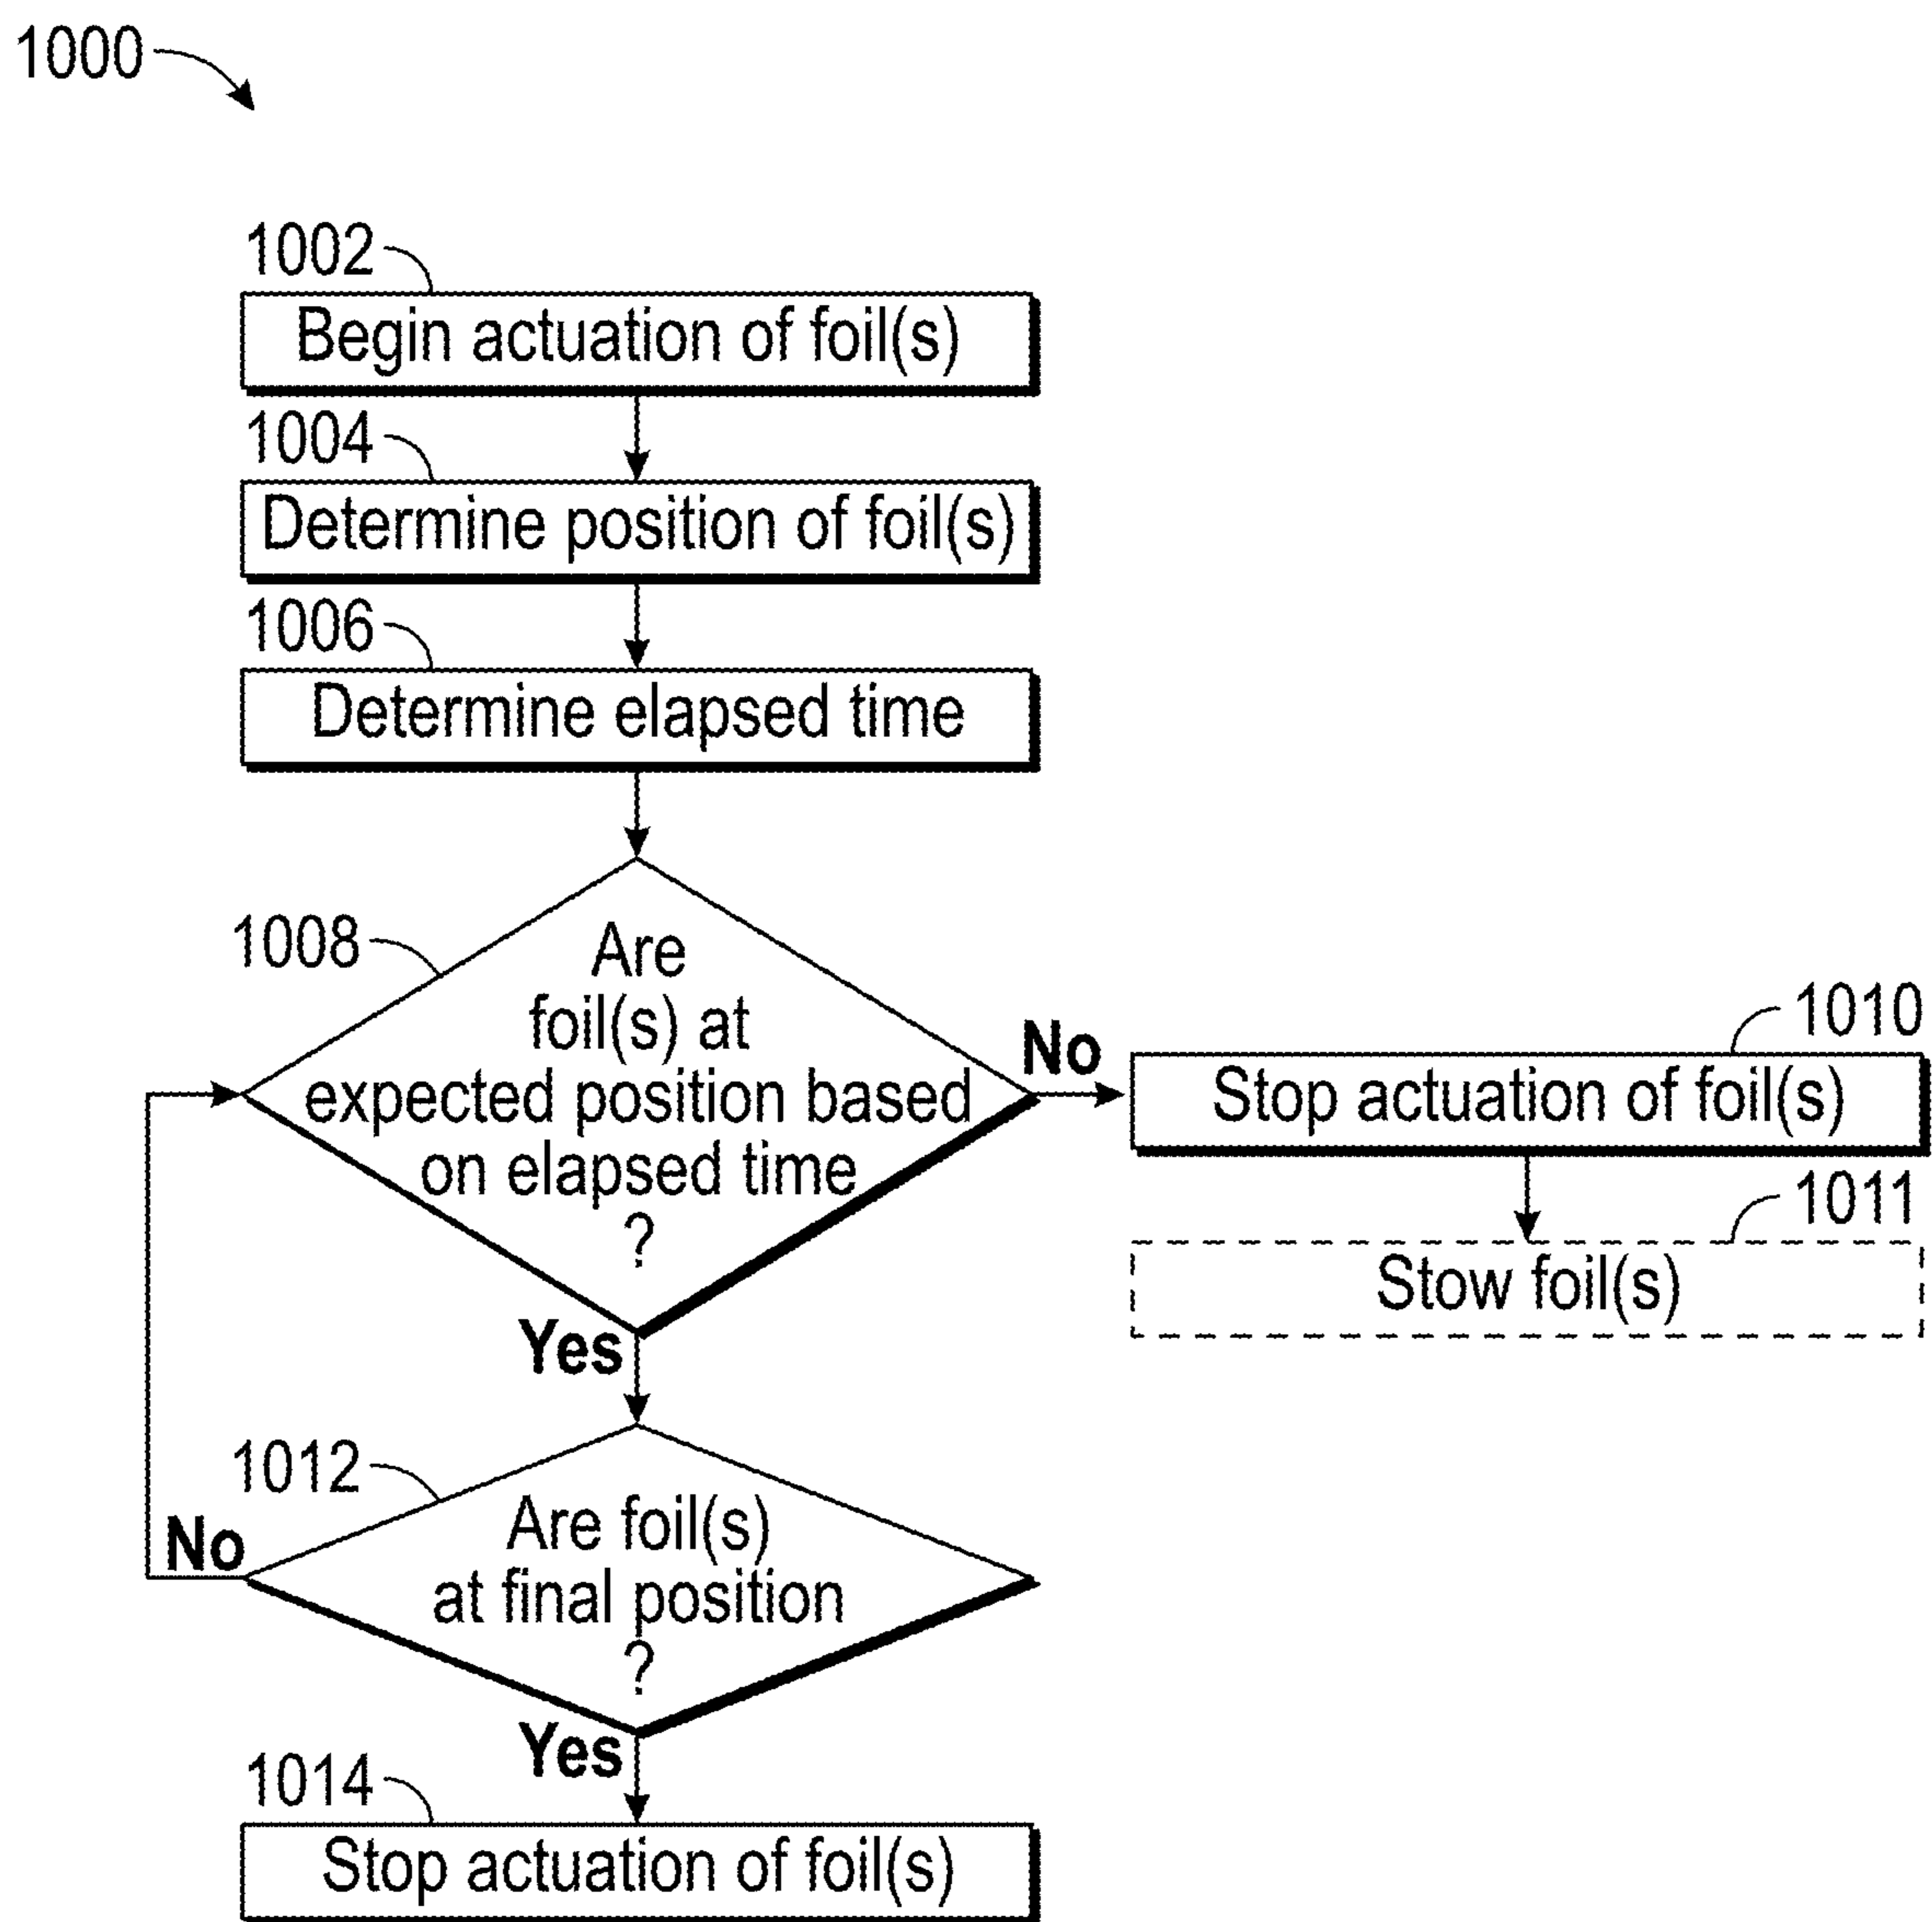 1000
1002
Begin actuation of foil(s)
1004
Determine position of foil(s)
1006
Determine elapsed time
1008
Are
foil(s) at
expected position based
on elapsed time
?
No
1010
Stop actuation of foil(s)
1011
Stow foil(s)
Yes
1012
Are foil(s)
at final position
?
No
Yes
1014
Stop actuation of foil(s)